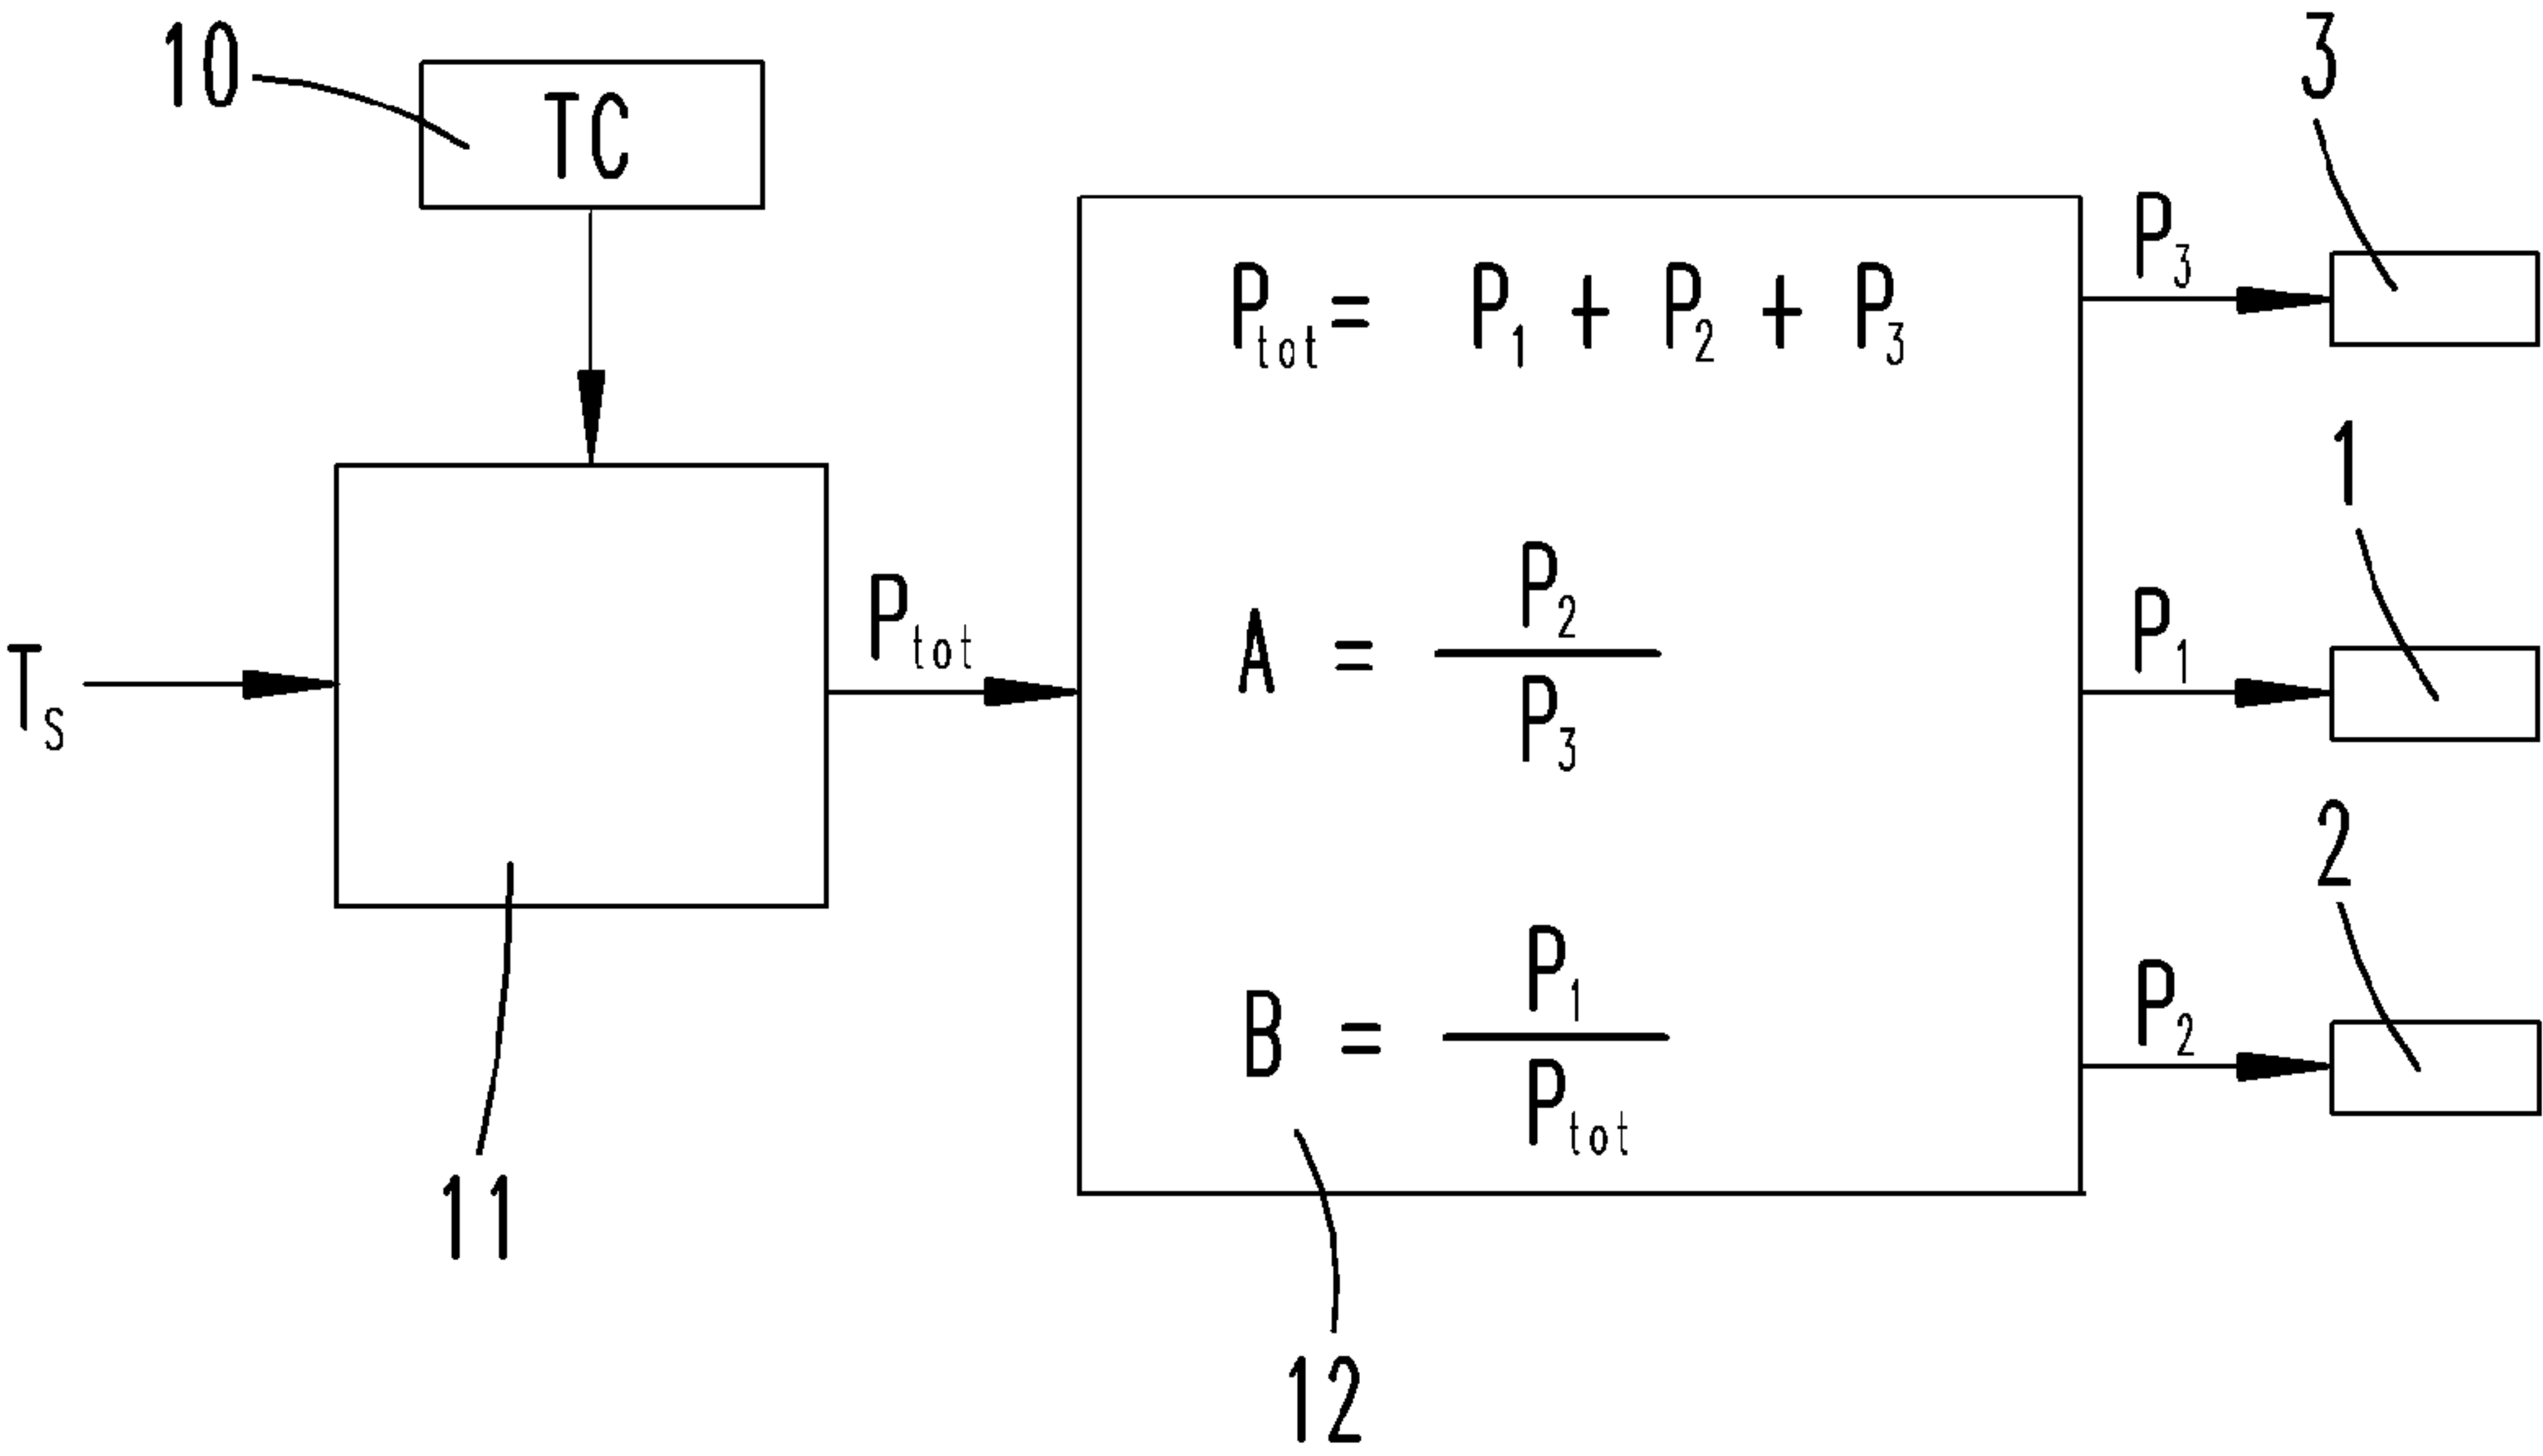 10
TC
3
P3
Ptot = P1 + P2 + P3
1
P1
Ptot
A = P2 / P3
TS
2
P2
B = P1 / Ptot
11
12